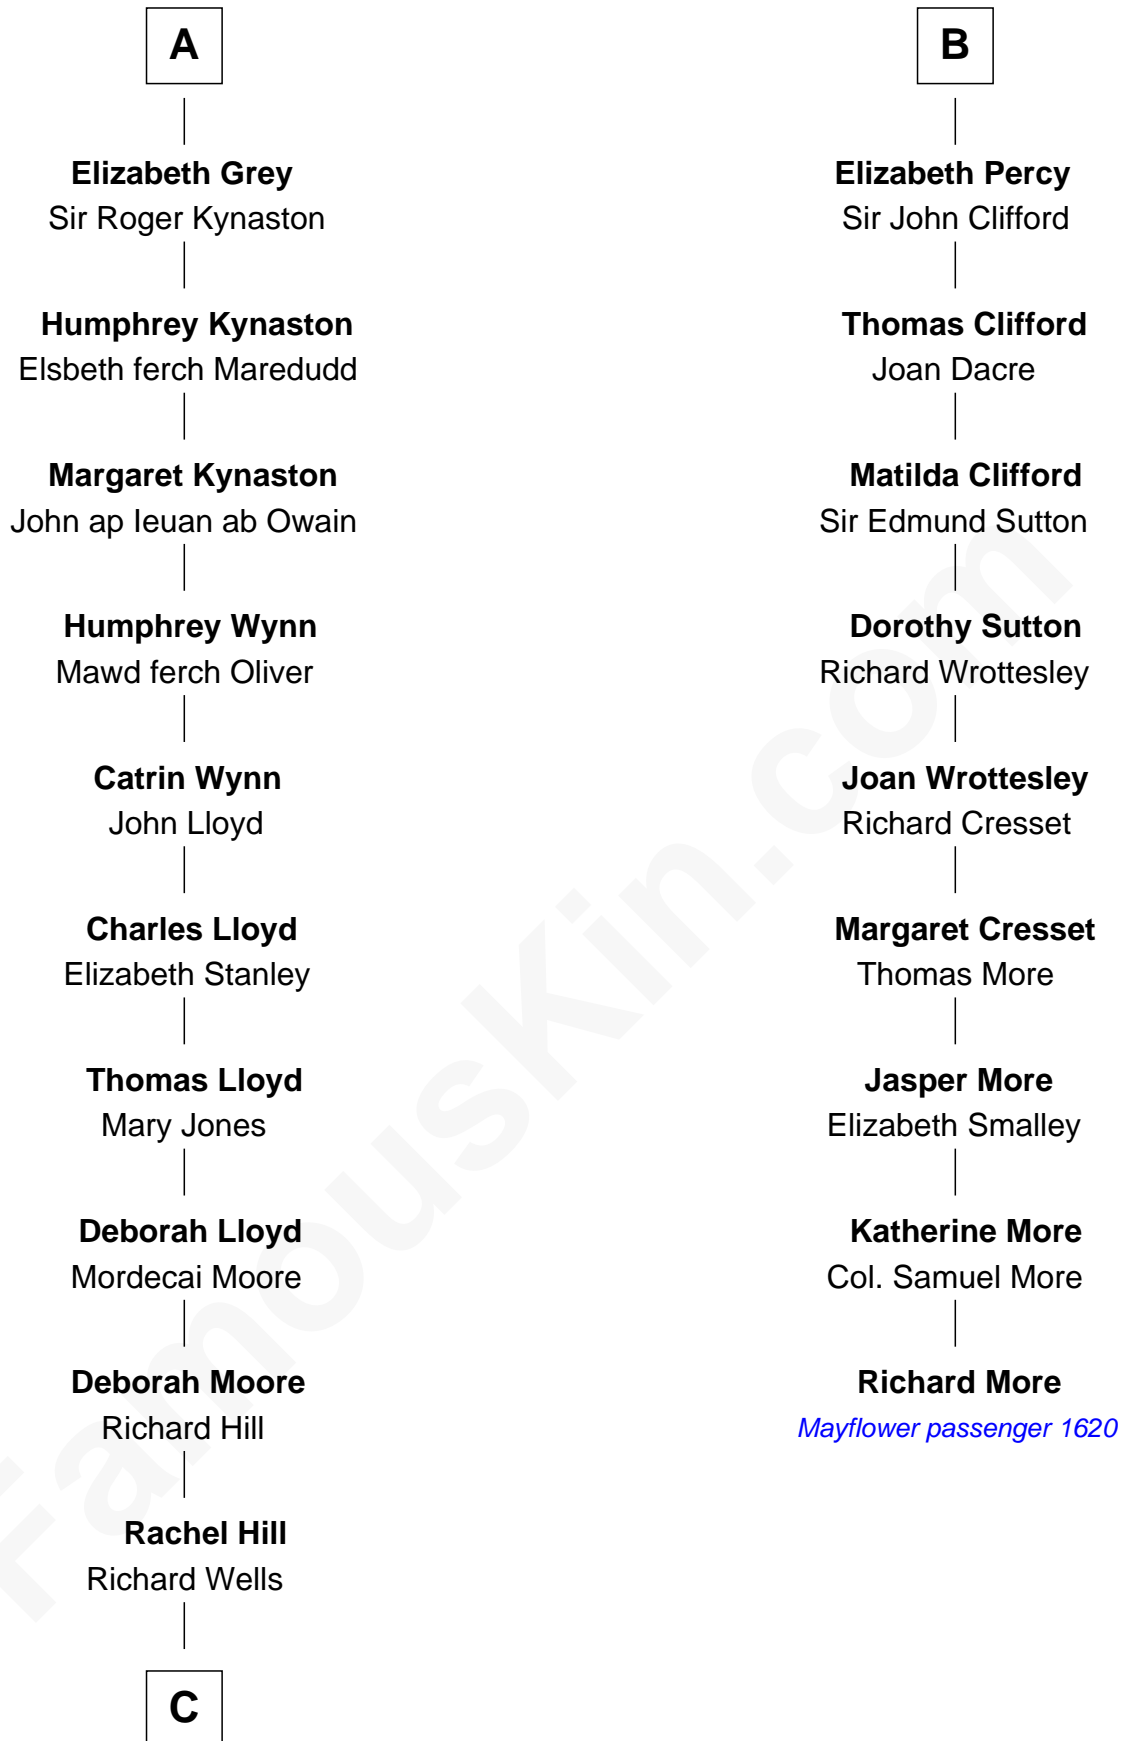 A
Elizabeth Grey
Sir Roger Kynaston
Humphrey Kynaston
Elsbeth ferch Maredudd
Margaret Kynaston
John ap Ieuan ab Owain
Humphrey Wynn
Mawd ferch Oliver
Catrin Wynn
John Lloyd
Charles Lloyd
Elizabeth Stanley
Thomas Lloyd
Mary Jones
Deborah Lloyd
Mordecai Moore
Deborah Moore
Richard Hill
Rachel Hill
Richard Wells
C
B
Elizabeth Percy
Sir John Clifford
Thomas Clifford
Joan Dacre
Matilda Clifford
Sir Edmund Sutton
Dorothy Sutton
Richard Wrottesley
Joan Wrottesley
Richard Cresset
Margaret Cresset
Thomas More
Jasper More
Elizabeth Smalley
Katherine More
Col. Samuel More
Richard More
Mayflower passenger 1620
FamousKin.com